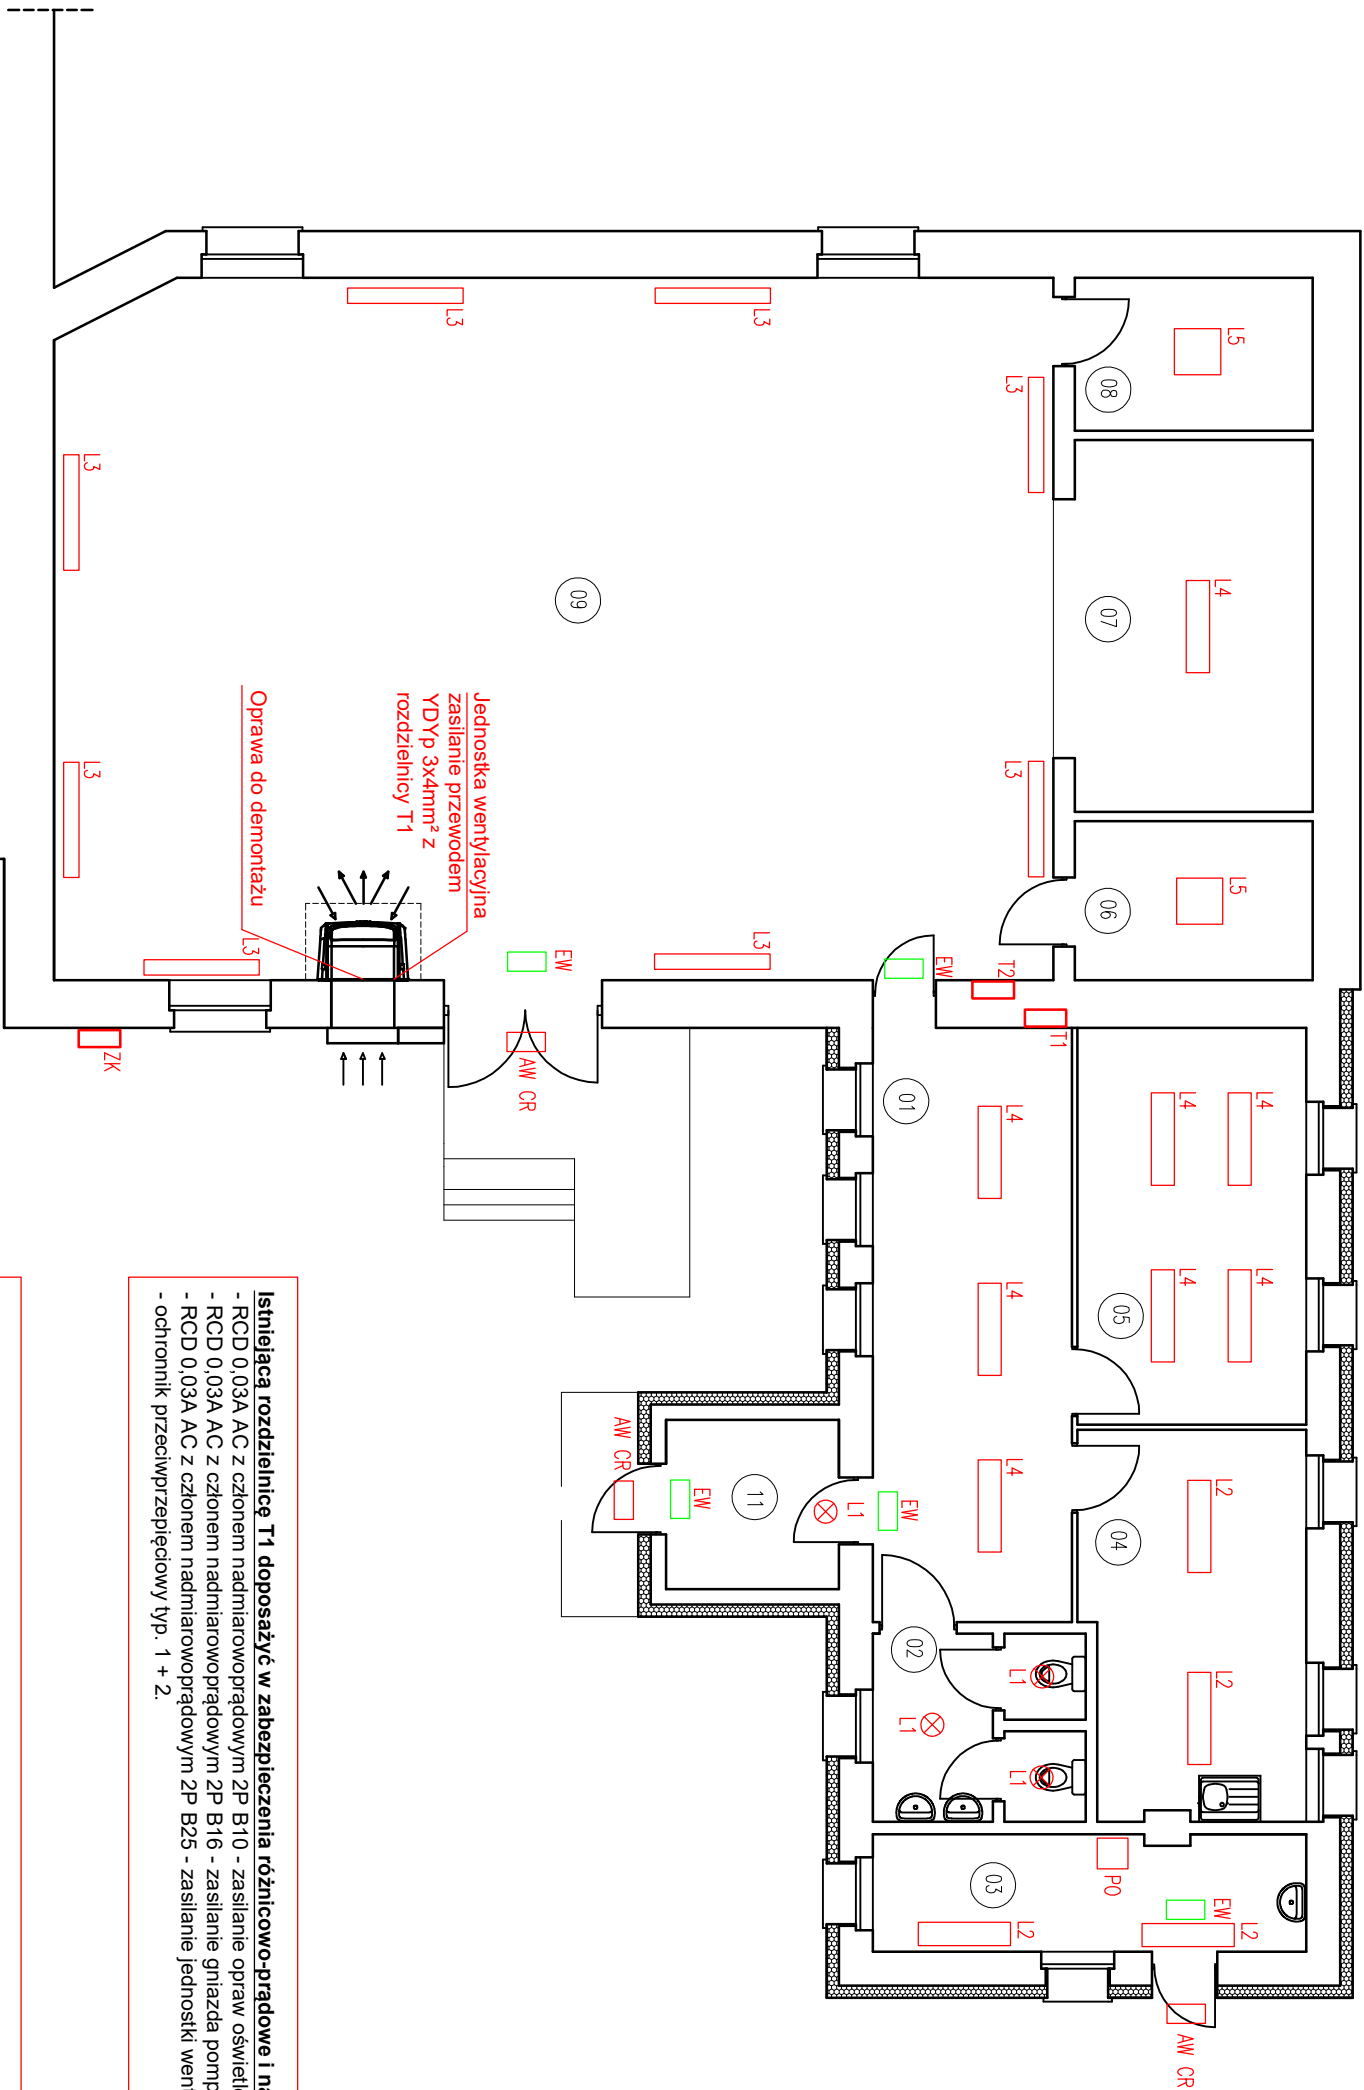 L4
L4
L5
L5
L4
L2
L2
EW
L2
L4
L4
AW CR
05
04
PO
08
07
06
T1
L3
L3
L4
L4
L4
L1
L1
L2
T2
03
EW
02
L1
EW
01
L1
L3
L3
11
EW
AW CR
09
EW
AW CR
Jednostka wentylacyjna
zasilanie przewodem
YDYp 3x4mm² z
rozdzielnicy T1
L3
Oprawa do demontażu
L3
Istniejącą rozdzielnicę T1 doposażyć w zabezpieczenia różnicowo-prądowe i na
- RCD 0,03A AC z członem nadmiarowoprądowym 2P B10 - zasilanie opraw oświetle
- RCD 0,03A AC z członem nadmiarowoprądowym 2P B16 - zasilanie gniazda pomp
- RCD 0,03A AC z członem nadmiarowoprądowym 2P B25 - zasilanie jednostki went
- ochronnik przeciwprzepięciowy typ. 1 + 2.
ZK
L3
L3